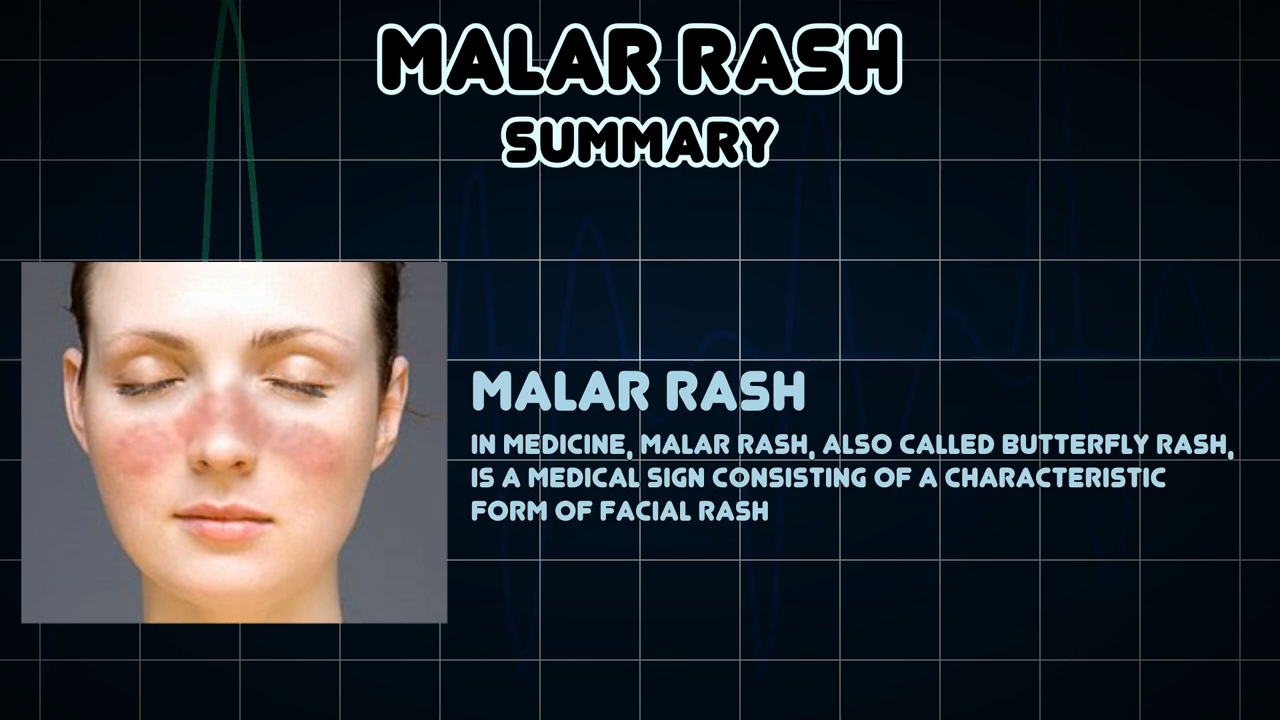 MALAR RASH
SUMMARY
MALAR RASH
IN MEDICINE, MALAR RASH, ALSO CALLED BUTTERFLY RASH,
IS A MEDICAL SIGN CONSISTING OF A CHARACTERISTIC
FORM OF FACIAL RASH